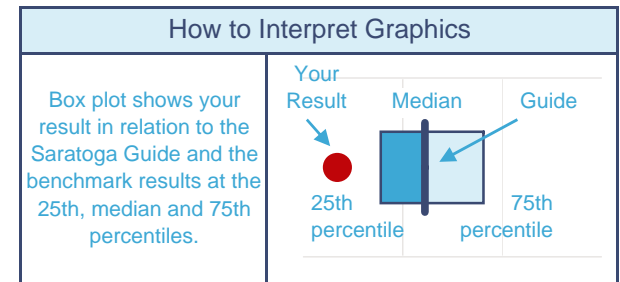 How to Interpret Graphics
Box plot shows your
result in relation to the
Saratoga Guide and the
benchmark results at the
25th, median and 75th
percentiles.
Your
Result Median Guide
25th 75th
percentile percentile